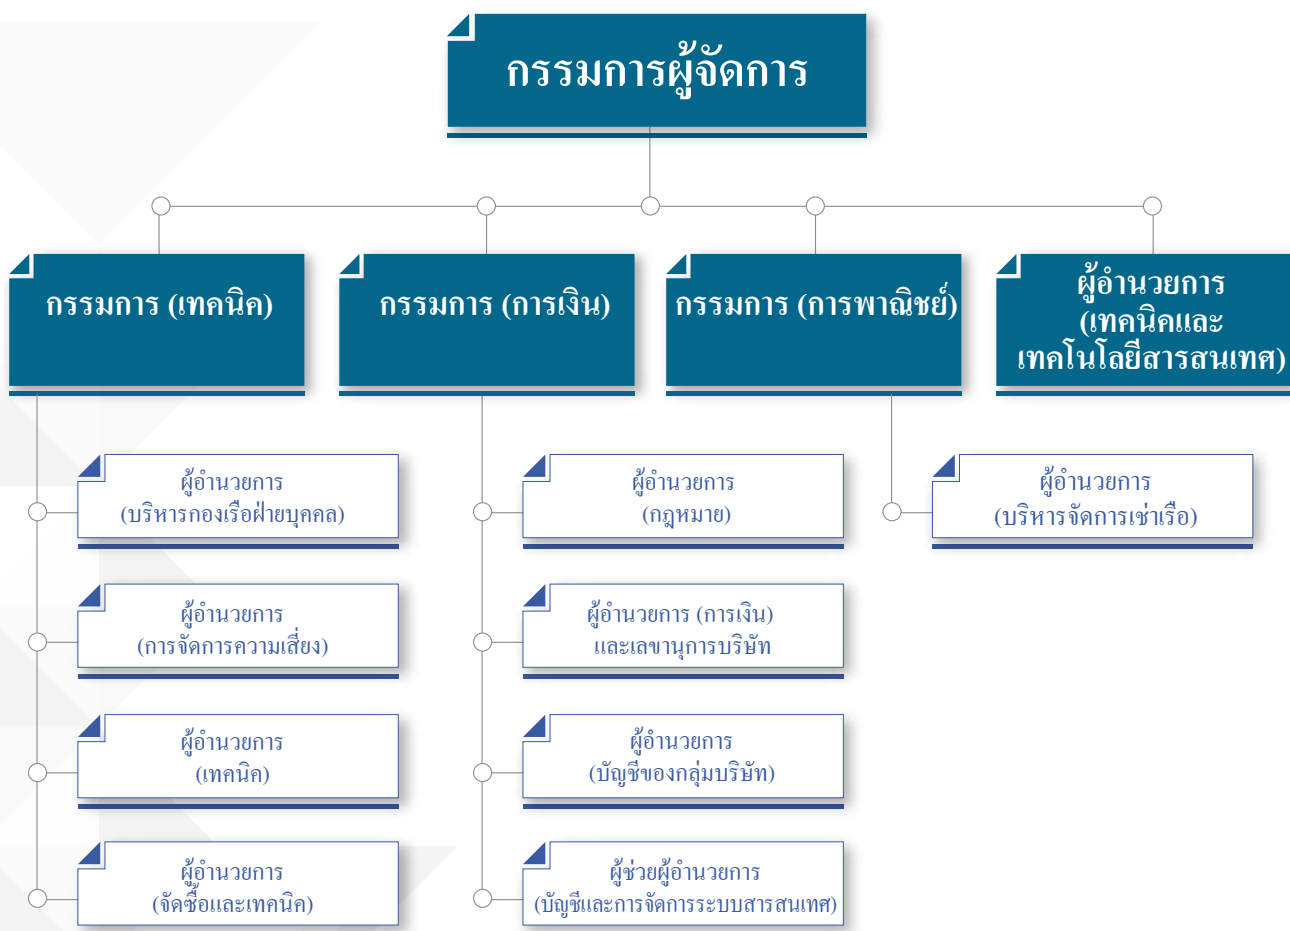 กรรมการผู้จัดการ
กรรมการ (เทคนิค)
กรรมการ (การเงิน)
กรรมการ (การพาณิชย์)
ผู้อำนวยการ
(เทคนิคและ
เทคโนโลยีสารสนเทศ)
ผู้อำนวยการ
(บริหารกองเรือฝ่ายบุคคล)
ผู้อำนวยการ
(การจัดการความเสี่ยง)
ผู้อำนวยการ
(เทคนิค)
ผู้อำนวยการ
(จัดซื้อและเทคนิค)
ผู้อำนวยการ
(กฎหมาย)
ผู้อำนวยการ (การเงิน)
และเลขานุการบริษัท
ผู้อำนวยการ
(บัญชีของกลุ่มบริษัท)
ผู้ช่วยผู้อำนวยการ
(บัญชีและการจัดการระบบสารสนเทศ)
ผู้อำนวยการ
(บริหารจัดการเช่าเรือ)